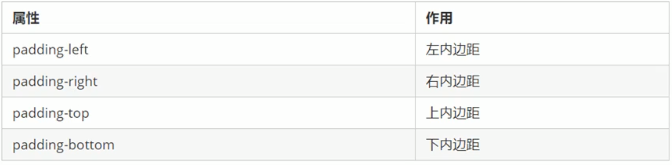 属性 作用
padding-left 左内边距
padding-right 右内边距
padding-top 上内边距
padding-bottom 下内边距